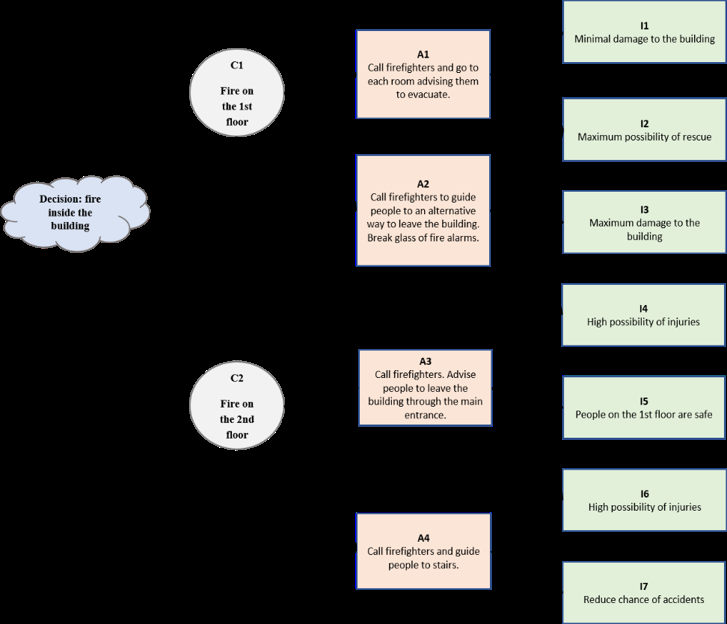 Decision: fire
inside the
building
C1
Fire on
the 1st
floor
C2
Fire on
the 2nd
floor
A1
Call firefighters and go to
each room advising them
to evacuate.
A2
Call firefighters to guide
people to an alternative
way to leave the building.
Break glass of fire alarms.
A3
Call firefighters. Advise
people to leave the
building through the main
entrance.
A4
Call firefighters and guide
people to stairs.
I1
Minimal damage to the building
I2
Maximum possibility of rescue
I3
Maximum damage to the
building
I4
High possibility of injuries
I5
People on the 1st floor are safe
I6
High possibility of injuries
I7
Reduce chance of accidents